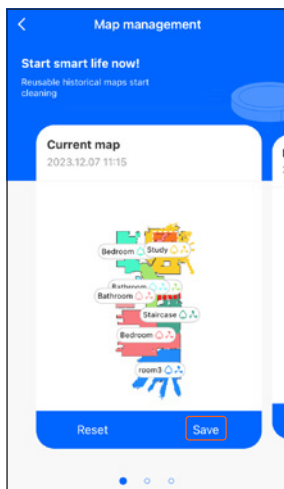 Map management
Start smart life now!
Reusable historical maps start
cleaning
Current map
2023.12.07 11:15
Bedroom
Study
Bathroom
Bathroom
Staircase
Bedroom
room3
Reset
Save